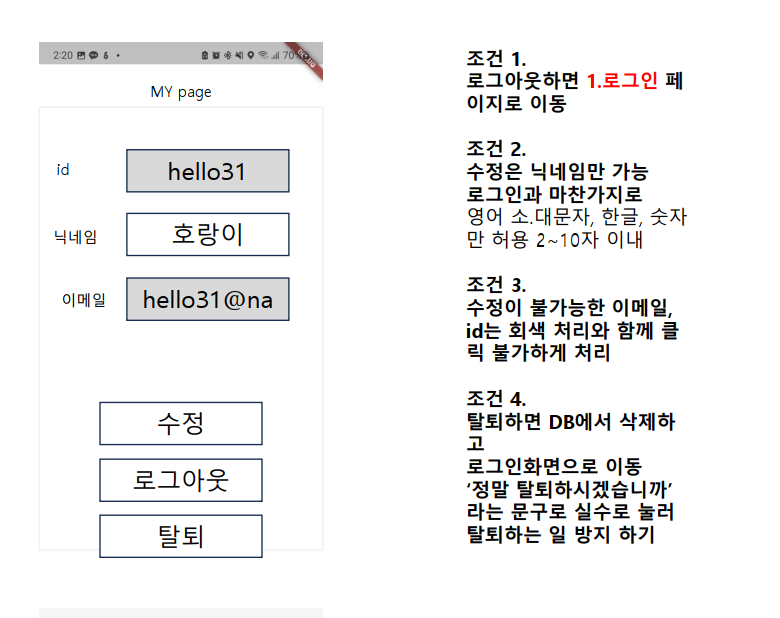 2:20
70%
DEBUG
MY page
id
hello31
닉네임
호랑이
이메일
hello31@na
수정
로그아웃
탈퇴
조건 1.
로그아웃하면 1.로그인 페
이지로 이동
조건 2.
수정은 닉네임만 가능
로그인과 마찬가지로
영어 소.대문자, 한글, 숫자
만 허용 2~10자 이내
조건 3.
수정이 불가능한 이메일,
id는 회색 처리와 함께 클
릭 불가하게 처리
조건 4.
탈퇴하면 DB에서 삭제하
고
로그인화면으로 이동
‘정말 탈퇴하시겠습니까’
라는 문구로 실수로 눌러
탈퇴하는 일 방지 하기